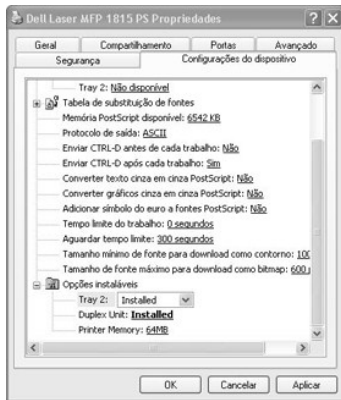 Dell Laser MFP 1815 PS Propriedades
Geral Compartilhamento Portas Avançado
Segurança Configurações do dispositivo
Tray 2: Não disponível
Tabela de substituição de fontes
Memória PostScript disponível: 6542 KB
Protocolo de saída: ASCII
Enviar CTRL-D antes de cada trabalho: Não
Enviar CTRL-D após cada trabalho: Sim
Converter texto cinza em cinza PostScript: Não
Converter gráficos cinza em cinza PostScript: Não
Adicionar símbolo do euro a fontes PostScript: Não
Tempo limite do trabalho: 0 segundos
Aguardar tempo limite: 300 segundos
Tamanho mínimo de fonte para download como contorno: 100
Tamanho de fonte máximo para download como bitmap: 600
Opções instaláveis
Tray 2: Installed
Duplex Unit: Installed
Printer Memory: 64MB
OK Cancelar Aplicar